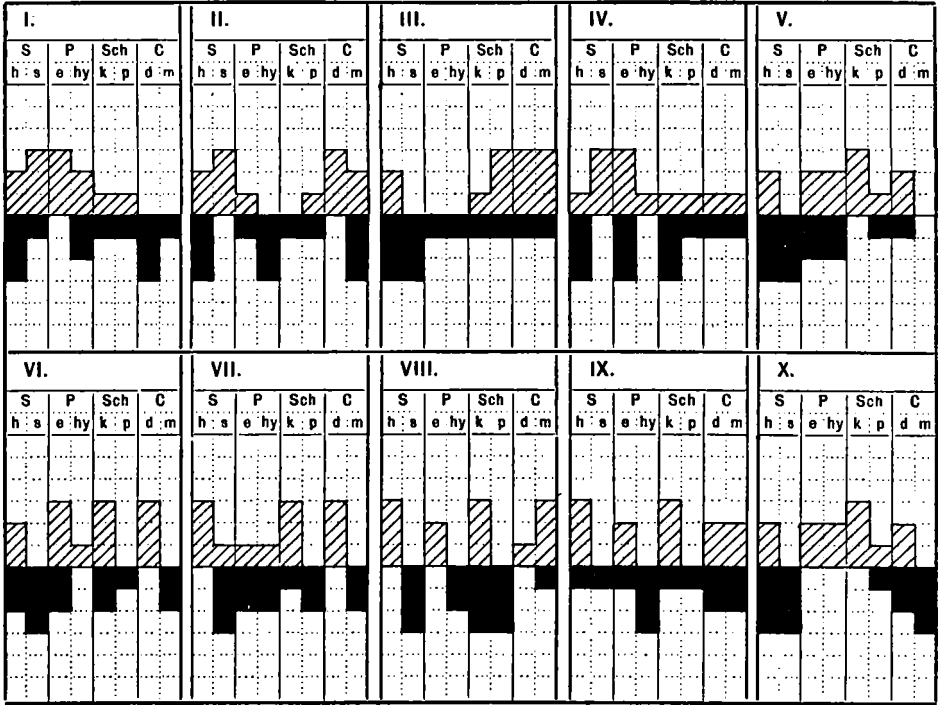 I. II. III. IV. V.
S P Sch C S P Sch C S P Sch C S P Sch C S P Sch C
h s e hy k p d m h s e hy k p d m h s e hy k p d m h s e hy k p d m h s e hy k p d m
VI. VII. VIII. IX. X.
S P Sch C S P Sch C S P Sch C S P Sch C S P Sch C
h s e hy k p d m h s e hy k p d m h s e hy k p d m h s e hy k p d m h s e hy k p d m